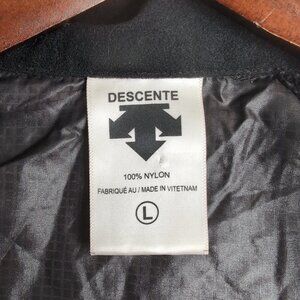 DESCENTE
100% NYLON
FABRIQUÉ AU / MADE IN VITETNAM
L